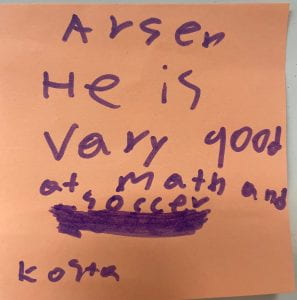 Arsen
He is
Vary good
at Math and
soccer
Kosta